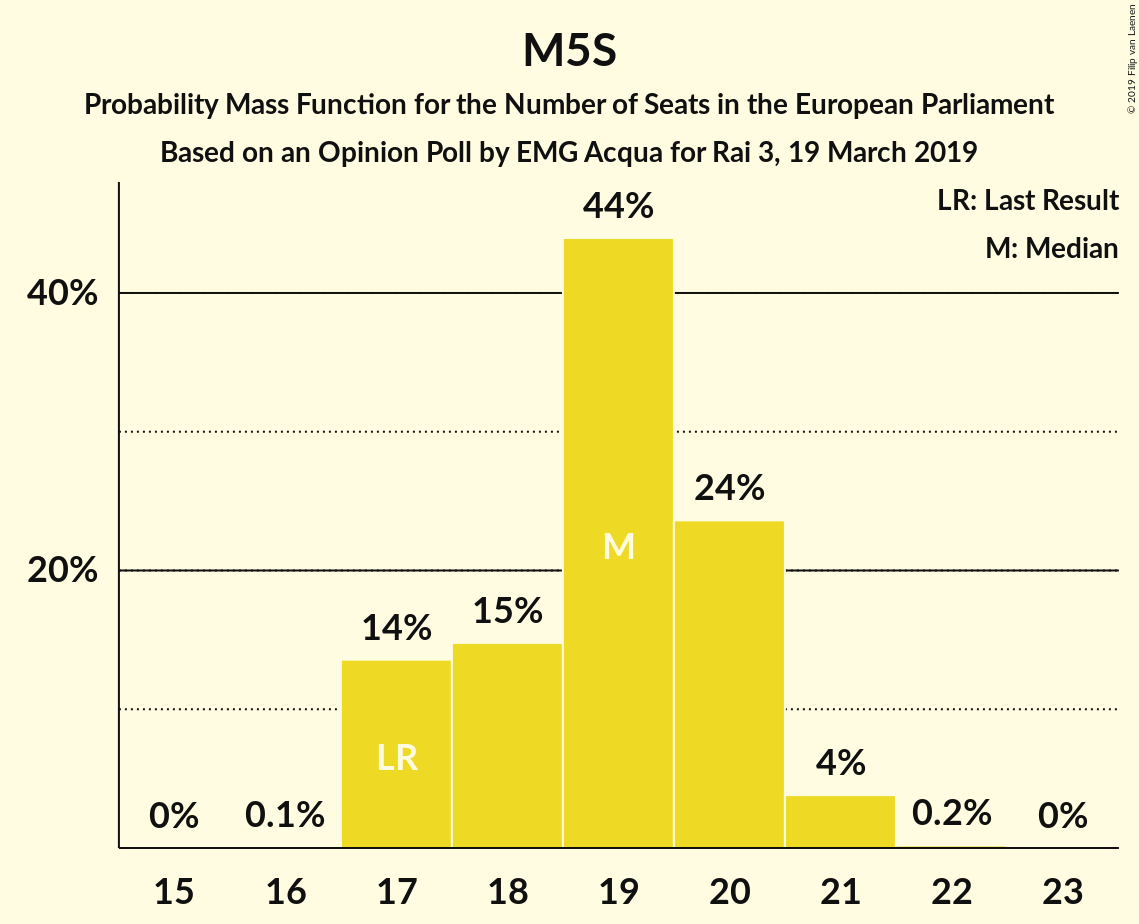 M5S
Probability Mass Function for the Number of Seats in the European Parliament
Based on an Opinion Poll by EMG Acqua for Rai 3, 19 March 2019
© 2019 Filip van Laenen
LR: Last Result
M: Median
44%
40%
24%
M
20%
15%
14%
LR
4%
0%
0.1%
0.2%
0%
15 16 17 18 19 20 21 22 23